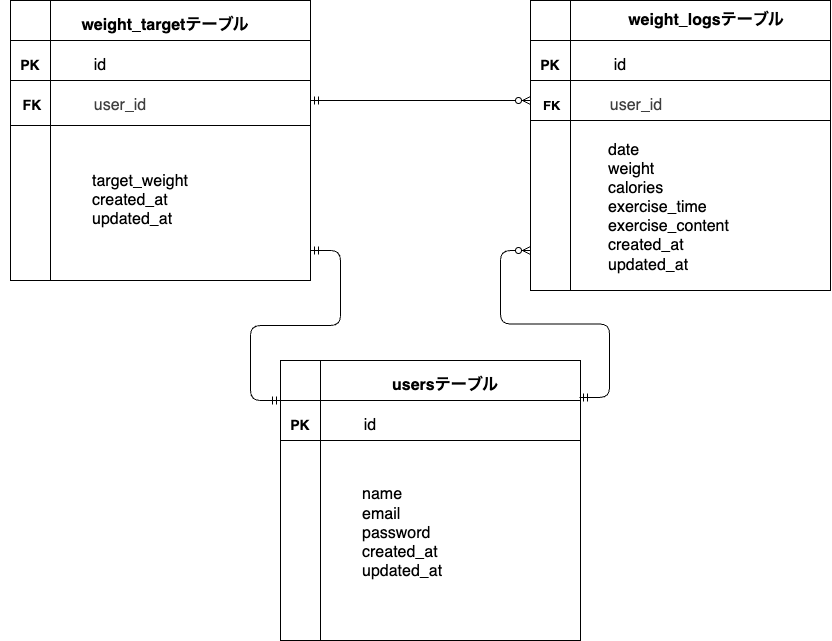 weight_targetテーブル
PK id
FK user_id
target_weight
created_at
updated_at
weight_logsテーブル
PK id
FK user_id
date
weight
calories
exercise_time
exercise_content
created_at
updated_at
usersテーブル
PK id
name
email
password
created_at
updated_at